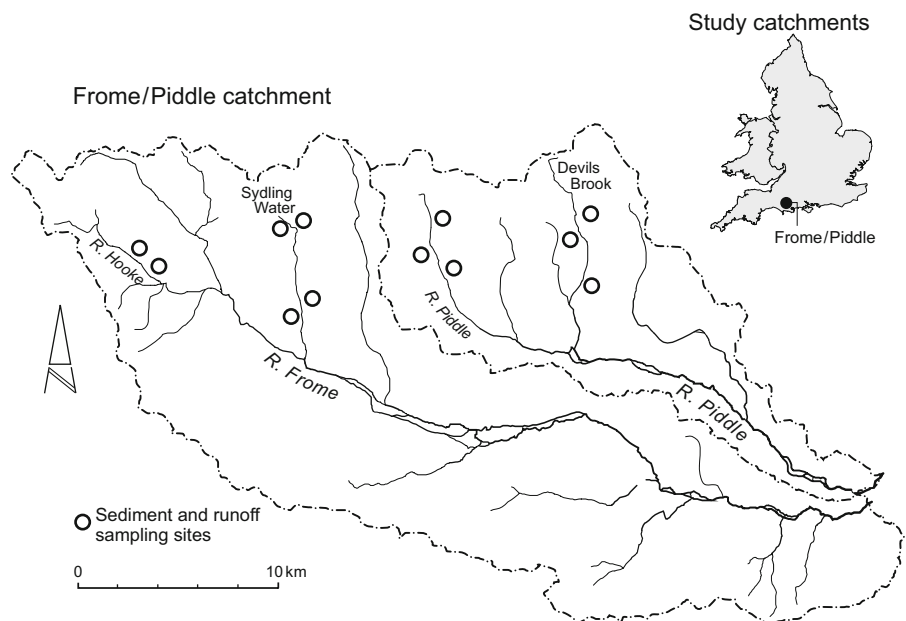 Study catchments
Frome/Piddle catchment
Devils
Brook
Sydling
Water
Frome/Piddle
R. Hooke
R. Piddle
R. Frome
R. Piddle
Sediment and runoff
sampling sites
0 10 km